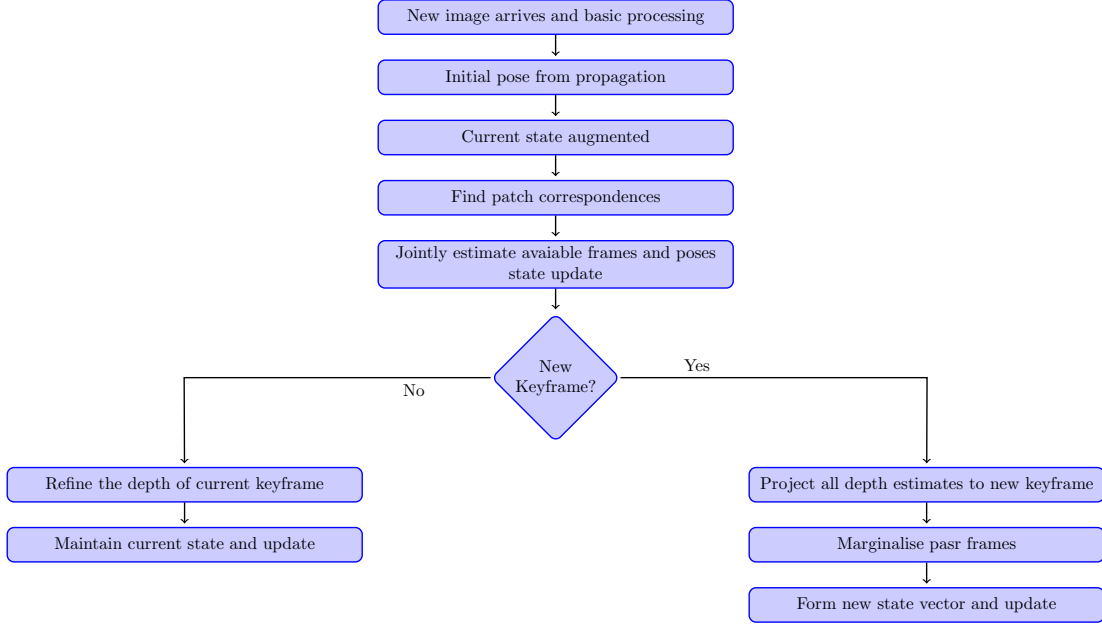 New image arrives and basic processing
Initial pose from propagation
Current state augmented
Find patch correspondences
Jointly estimate avaiable frames and poses
state update
New
Keyframe?
No
Yes
Refine the depth of current keyframe
Maintain current state and update
Project all depth estimates to new keyframe
Marginalise pasr frames
Form new state vector and update